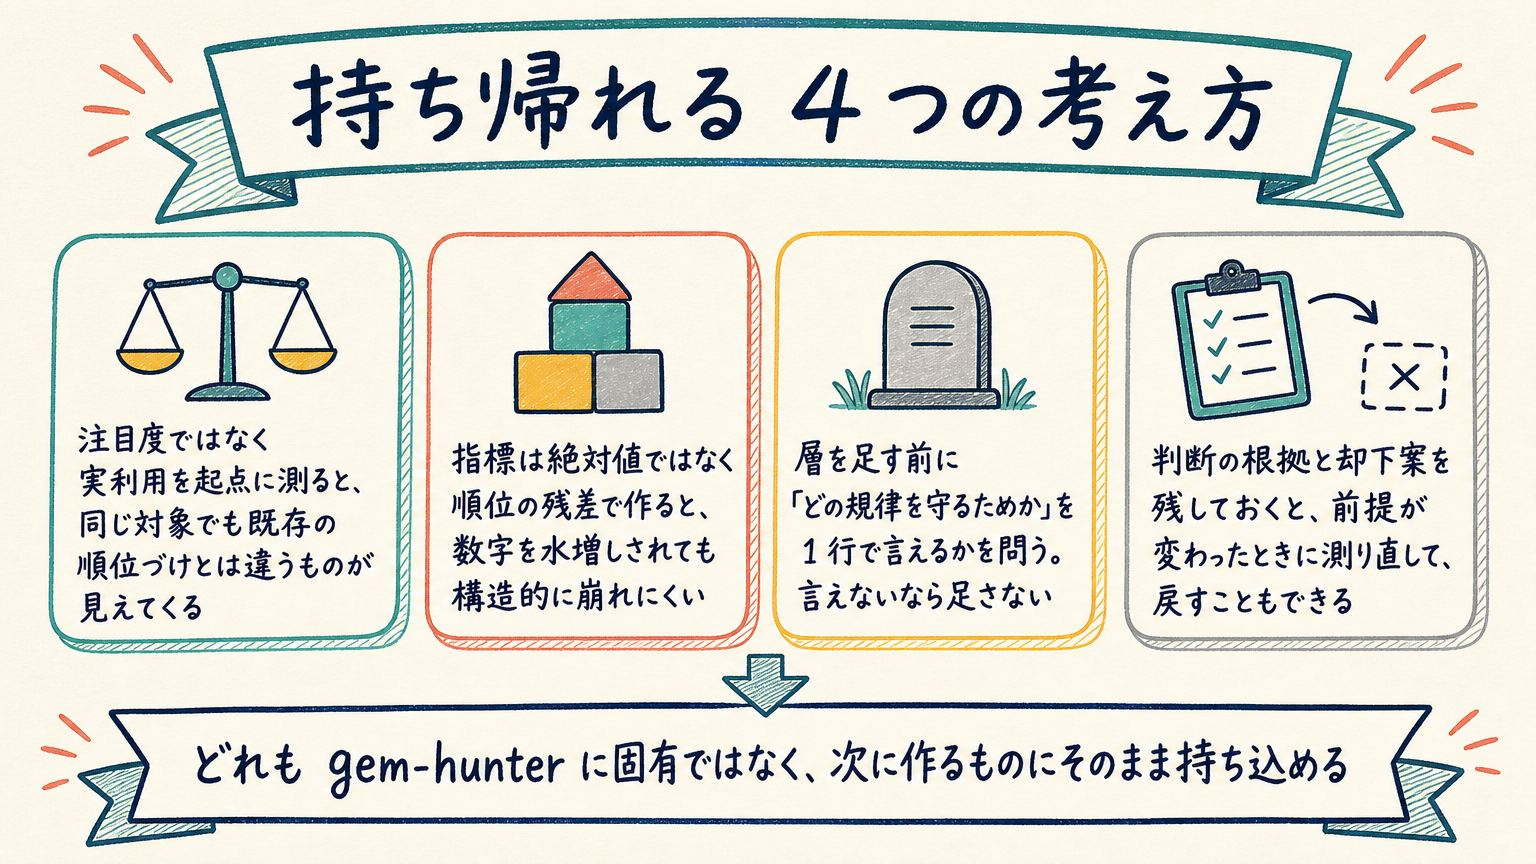 持ち帰れる 4つの考え方
注目度ではなく
実利用を起点に測ると、
同じ対象でも既存の
順位づけとは違うものが
見えてくる
指標は絶対値ではなく
順位の残差で作ると、
数字を水増しされても
構造的に崩れにくい
層を足す前に
「どの規律を守るためか」を
1行で言えるかを問う。
言えないなら足さない
判断の根拠と却下案を
残しておくと、前提が
変わったときに測り直して、
戻すこともできる
どれも gem-hunter に固有ではなく、次に作るものにそのまま持ち込める